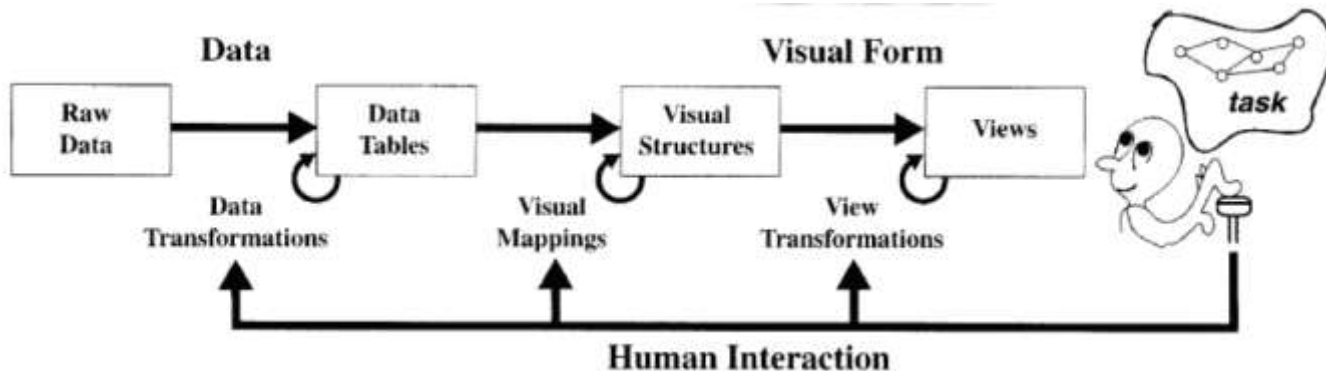 Data
Visual Form
Raw
Data
Data
Tables
Visual
Structures
Views
task
Data
Transformations
Visual
Mappings
View
Transformations
Human Interaction